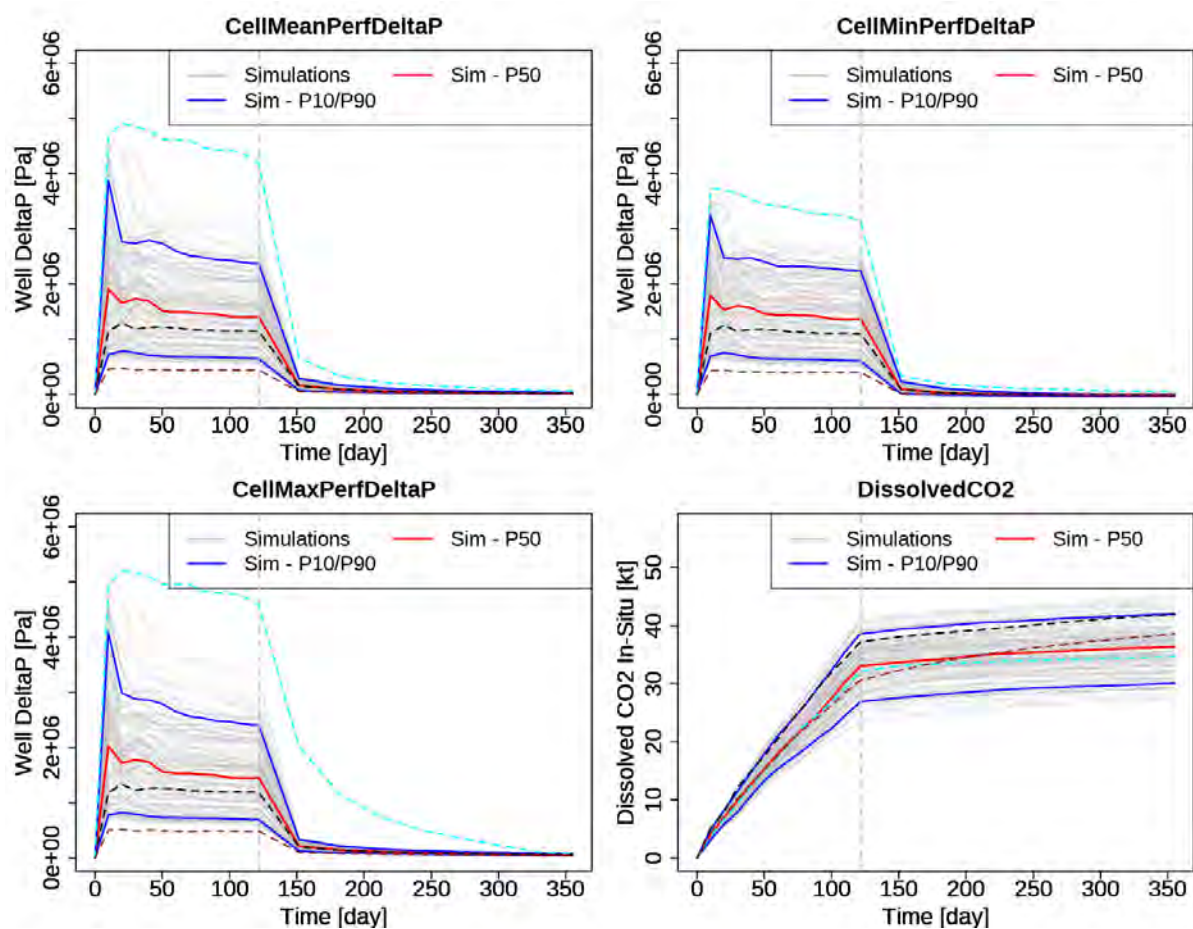 CellMeanPerfDeltaP
Simulations
Sim - P50
Sim - P10/P90
Well DeltaP [Pa]
0e+00 2e+06 4e+06 6e+06
0 50 100 150 200 250 300 350
Time [day]
CellMinPerfDeltaP
Simulations
Sim - P50
Sim - P10/P90
Well DeltaP [Pa]
0e+00 2e+06 4e+06 6e+06
0 50 100 150 200 250 300 350
Time [day]
CellMaxPerfDeltaP
Simulations
Sim - P50
Sim - P10/P90
Well DeltaP [Pa]
0e+00 2e+06 4e+06 6e+06
0 50 100 150 200 250 300 350
Time [day]
DissolvedCO2
Simulations
Sim - P50
Sim - P10/P90
Dissolved CO2 In-Situ [kt]
0 10 20 30 40 50
0 50 100 150 200 250 300 350
Time [day]